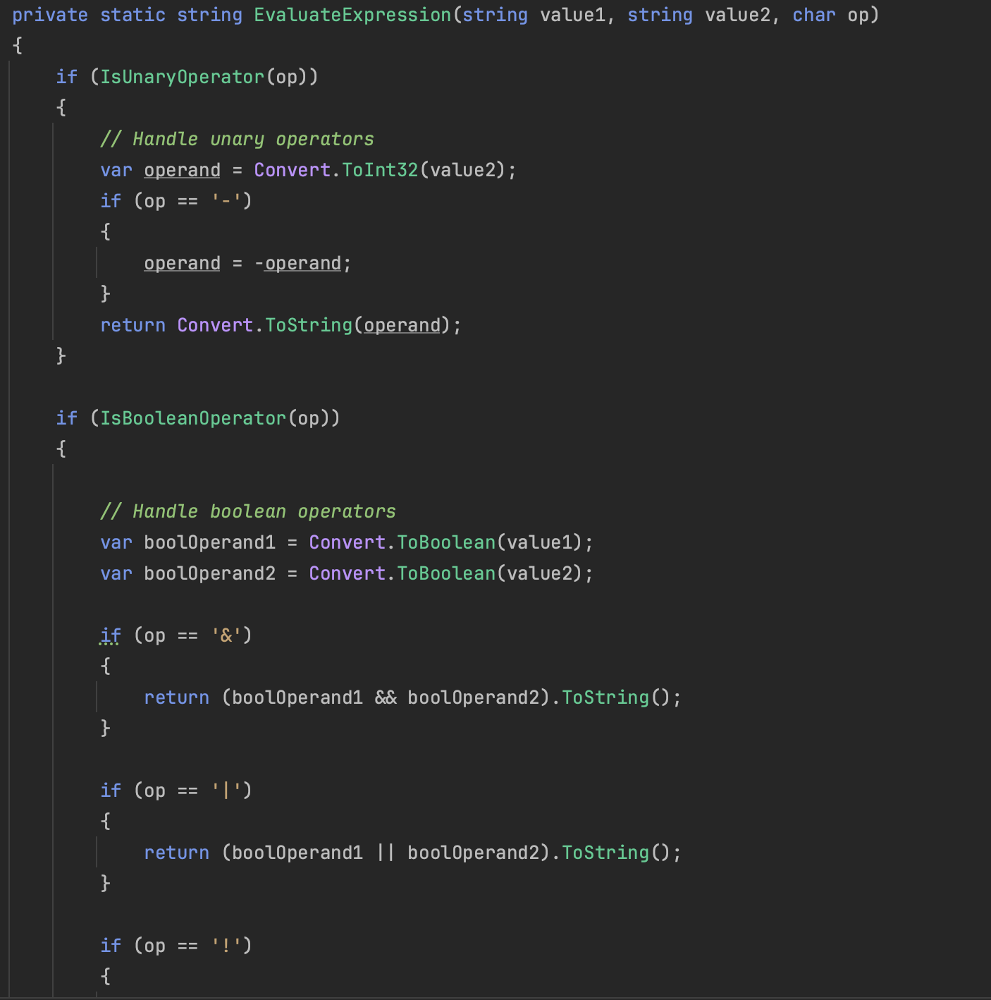 private static string EvaluateExpression(string value1, string value2, char op)
{
if (IsUnaryOperator(op))
{
// Handle unary operators
var operand = Convert.ToInt32(value2);
if (op == '-')
{
operand = -operand;
}
return Convert.ToString(operand);
}
if (IsBooleanOperator(op))
{
// Handle boolean operators
var boolOperand1 = Convert.ToBoolean(value1);
var boolOperand2 = Convert.ToBoolean(value2);
if (op == '&')
{
return (boolOperand1 && boolOperand2).ToString();
}
if (op == '|')
{
return (boolOperand1 || boolOperand2).ToString();
}
if (op == '!')
{